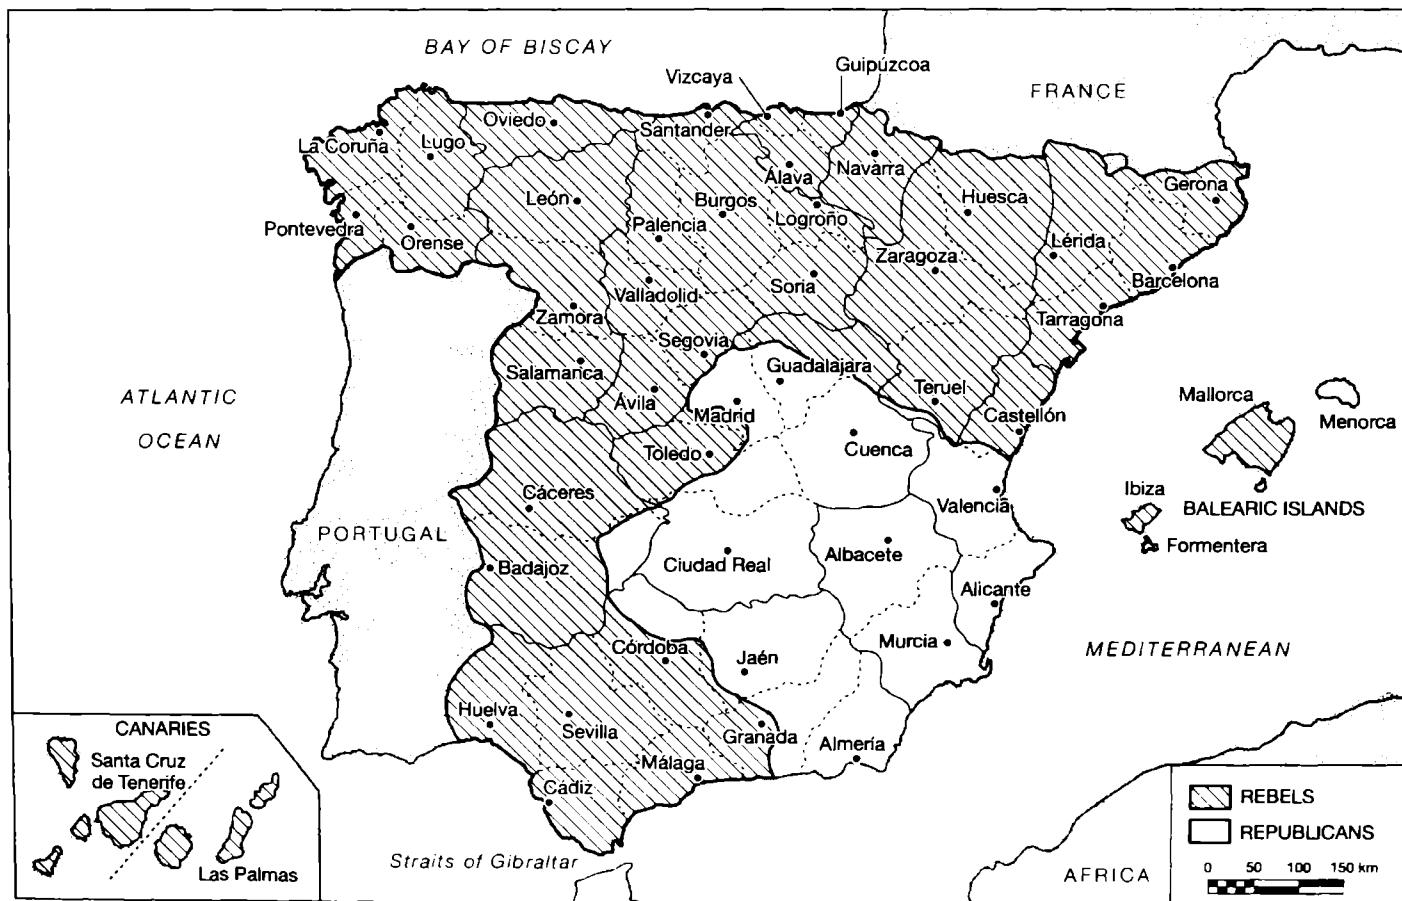 BAY OF BISCAY
Vizcaya
Guipúzcoa
FRANCE
La Coruña
Lugo
Oviedo
Santander
Álava
Navarra
Pontevedra
Orense
León
Palencia
Burgos
Logroño
Huesca
Gerona
Zaragoza
Lérida
Barcelona
Valladolid
Soria
Tarragona
Zamora
Segovia
Salamanca
Ávila
Madrid
Guadalajara
Teruel
Castellón
Mallorca
Menorca
ATLANTIC
OCEAN
Toledo
Cuenca
Cáceres
Valencia
Ibiza
BALEARIC ISLANDS
Formentera
PORTUGAL
Badajoz
Ciudad Real
Albacete
Alicante
Córdoba
Jaén
Murcia
MEDITERRANEAN
Huelva
Sevilla
Granada
Almería
Málaga
Cádiz
CANARIES
Santa Cruz
de Tenerife
Las Palmas
Straits of Gibraltar
AFRICA
REBELS
REPUBLICANS
0 50 100 150 km